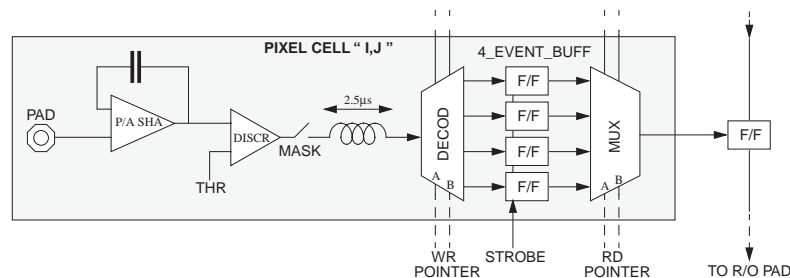 PIXEL CELL “ I,J ”
4_EVENT_BUFF
PAD
P/A SHA
DISCR
MASK
THR
2.5µs
DECOD
A
B
F/F
F/F
F/F
F/F
MUX
A
B
F/F
WR
POINTER
STROBE
RD
POINTER
TO R/O PAD